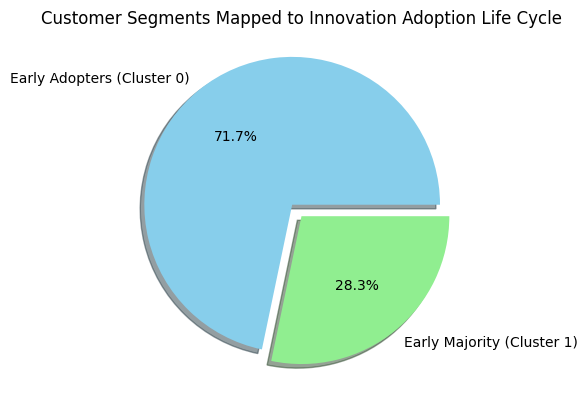 Customer Segments Mapped to Innovation Adoption Life Cycle
Early Adopters (Cluster 0)
71.7%
28.3%
Early Majority (Cluster 1)